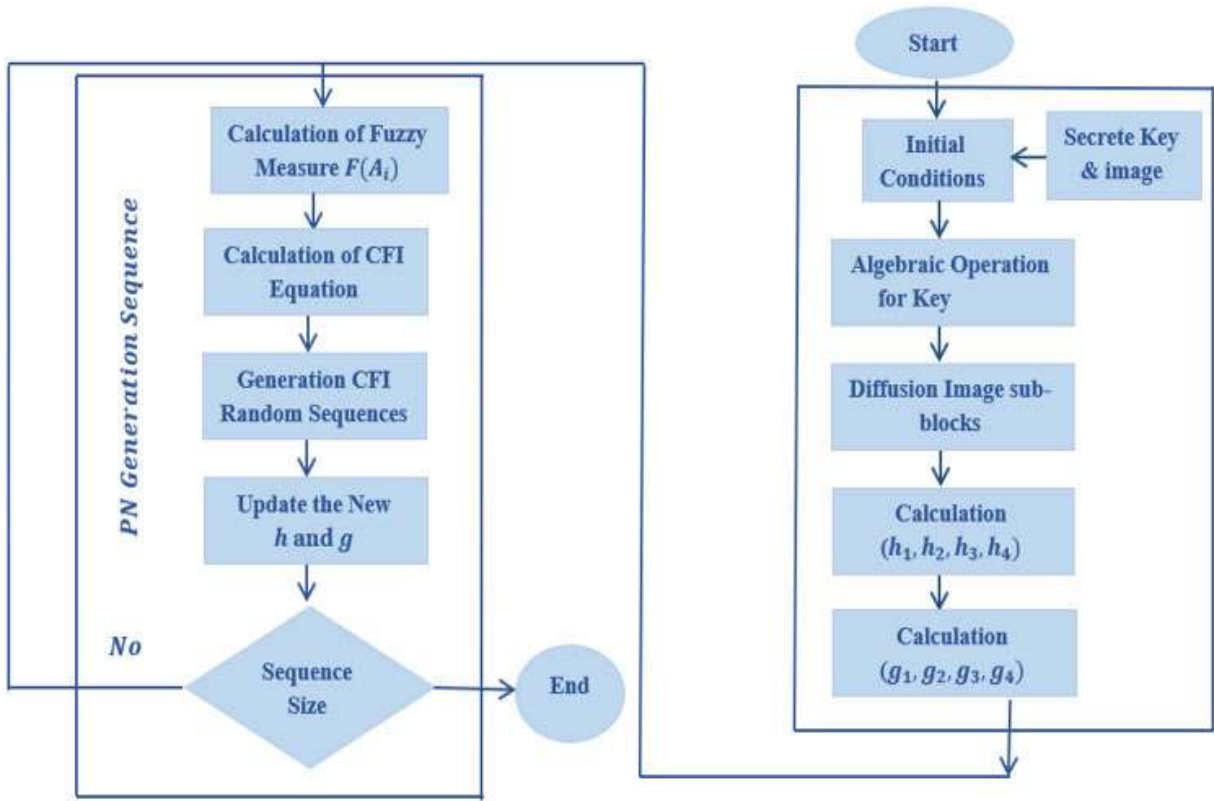 Start
Initial
Conditions
Secrete Key
& image
Algebraic Operation
for Key
Diffusion Image sub-
blocks
Calculation
(h₁, h₂, h₃, h₄)
Calculation
(g₁, g₂, g₃, g₄)
PN Generation Sequence
Calculation of Fuzzy
Measure F(Aᵢ)
Calculation of CFI
Equation
Generation CFI
Random Sequences
Update the New
h and g
Sequence
Size
No
End